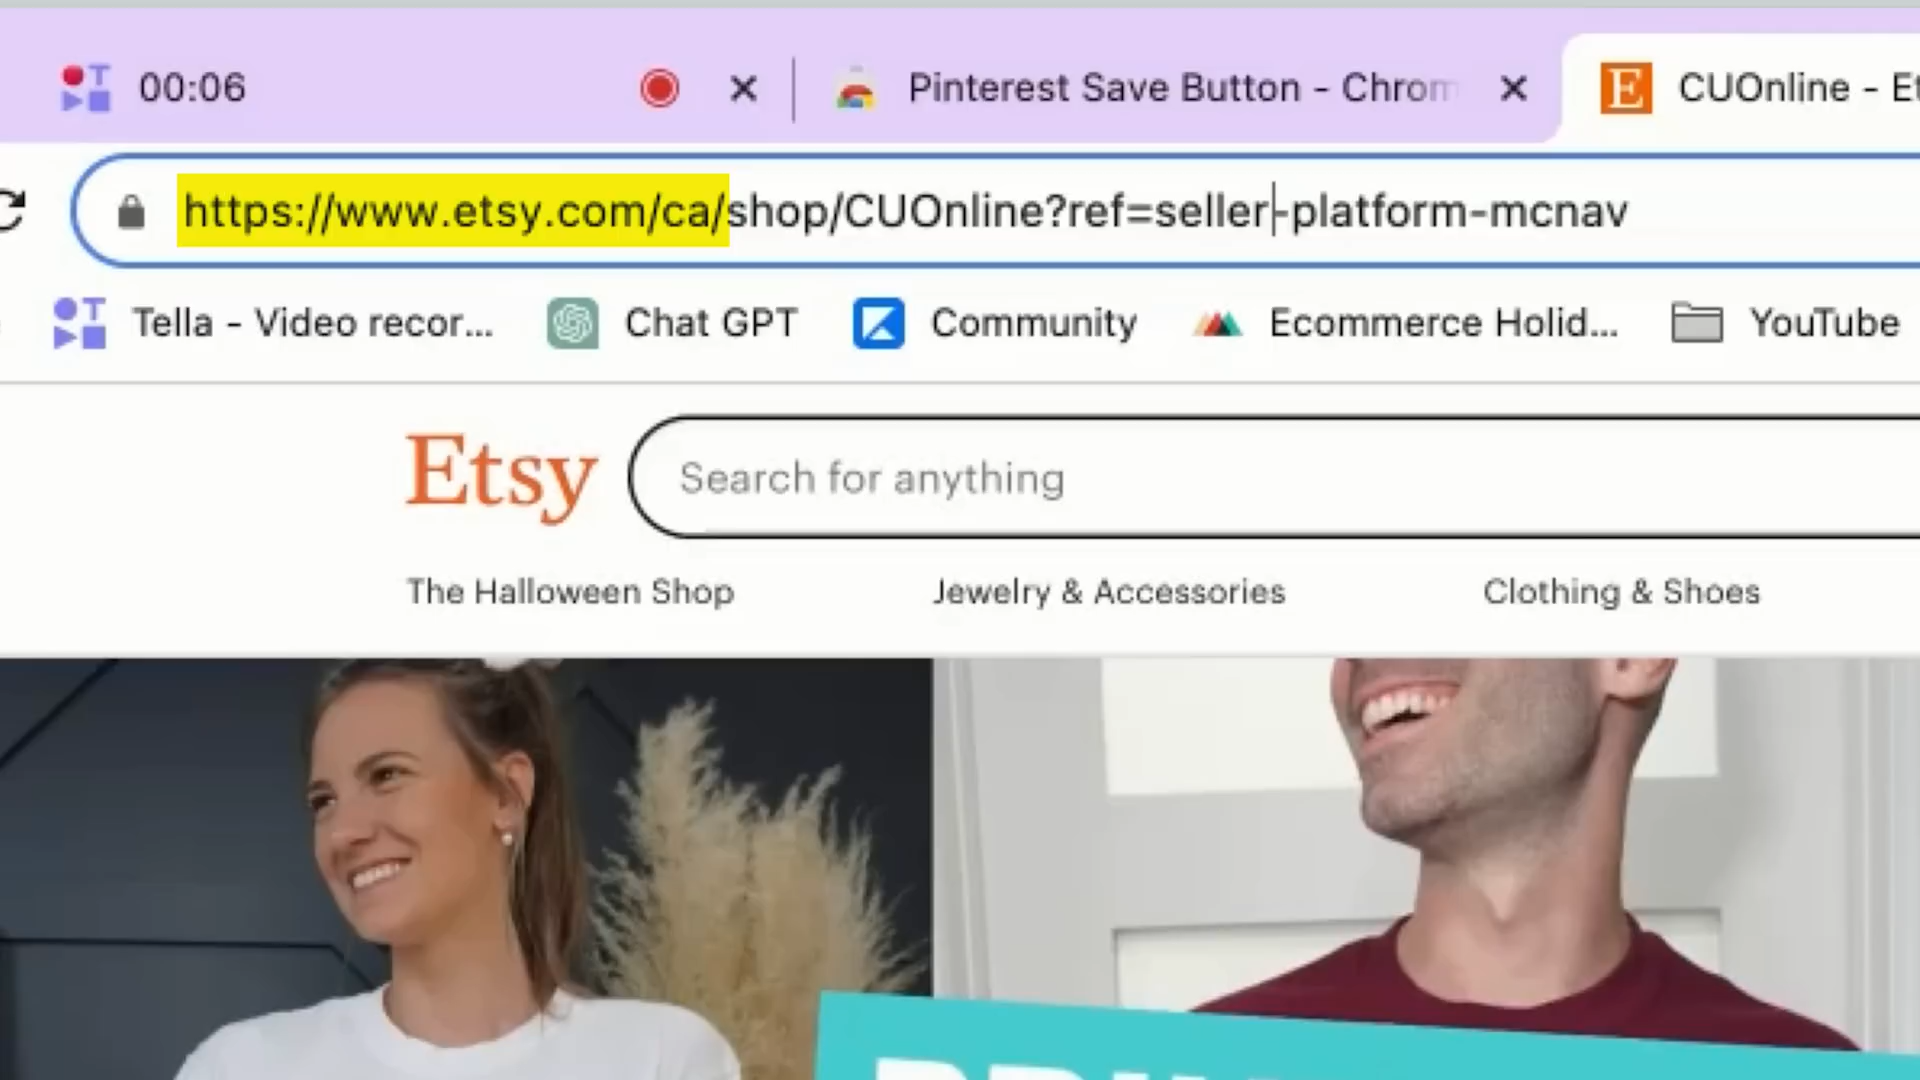 00:06
Pinterest Save Button - Chrom
CUOnline - Et
https://www.etsy.com/ca/shop/CUOnline?ref=seller-platform-mcnav
Tella - Video recor...
Chat GPT
Community
Ecommerce Holid...
YouTube
Etsy
Search for anything
The Halloween Shop
Jewelry & Accessories
Clothing & Shoes